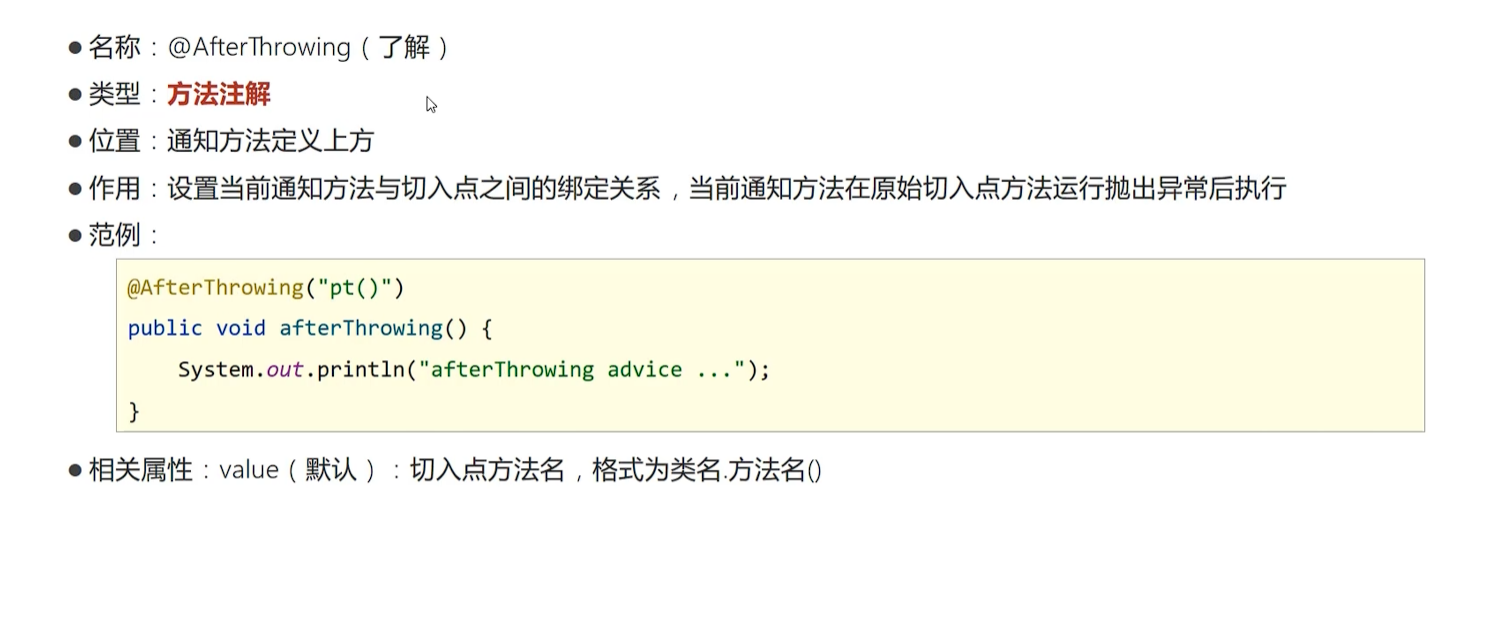 ● 名称：@AfterThrowing（了解）
● 类型：方法注解
● 位置：通知方法定义上方
● 作用：设置当前通知方法与切入点之间的绑定关系，当前通知方法在原始切入点方法运行抛出异常后执行
● 范例：
@AfterThrowing("pt()")
public void afterThrowing() {
    System.out.println("afterThrowing advice ...");
}
● 相关属性：value（默认）：切入点方法名，格式为类名.方法名()